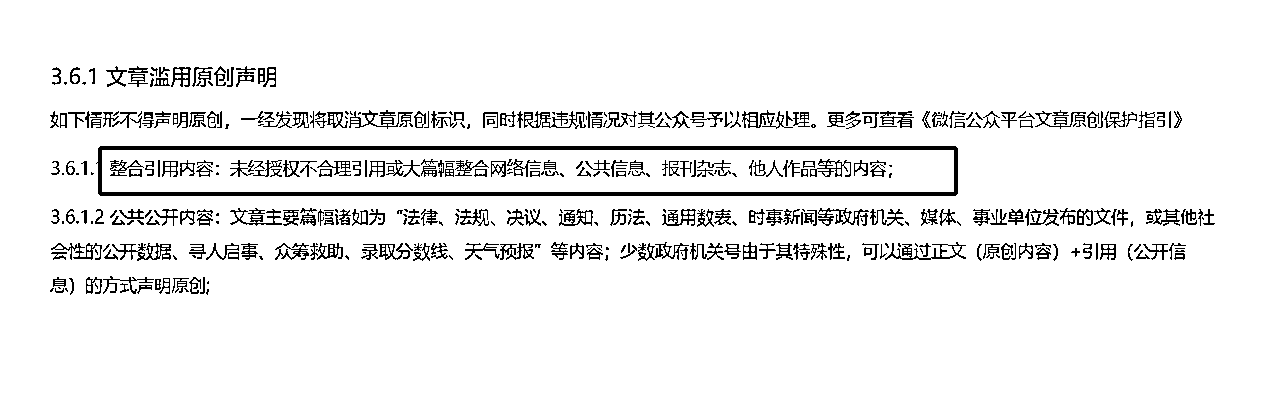 3.6.1 文章滥用原创声明
如下情形不得声明原创，一经发现将取消文章原创标识，同时根据违规情况对其公众号予以相应处理。更多可查看《微信公众平台文章原创保护指引》
3.6.1. 整合引用内容：未经授权不合理引用或大篇幅整合网络信息、公共信息、报刊杂志、他人作品等的内容；
3.6.1.2 公共公开内容：文章主要篇幅诸如为“法律、法规、决议、通知、历法、通用数表、时事新闻等政府机关、媒体、事业单位发布的文件，或其他社
会性的公开数据、寻人启事、众筹救助、录取分数线、天气预报”等内容；少数政府机关号由于其特殊性，可以通过正文（原创内容）+引用（公开信
息）的方式声明原创;